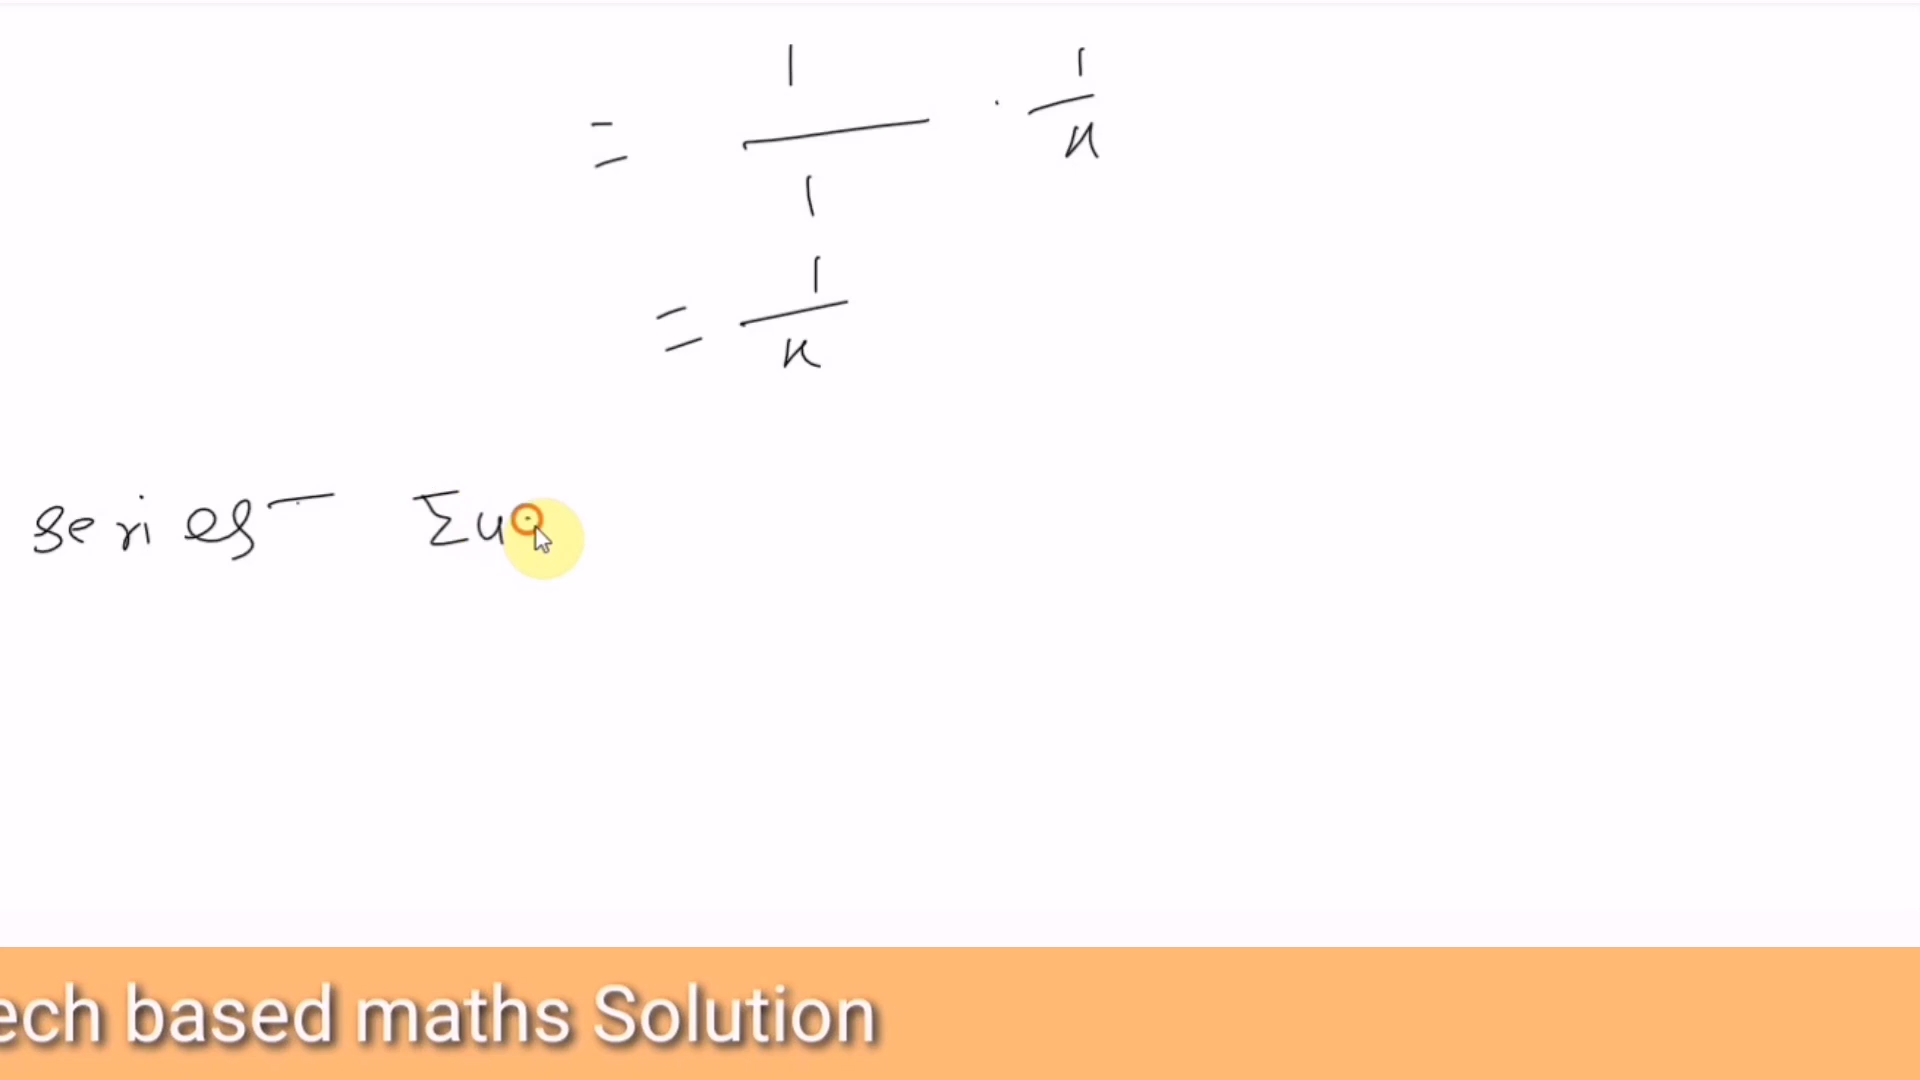 = 1/1 · 1/x
= 1/x
series Σu
ech based maths Solution